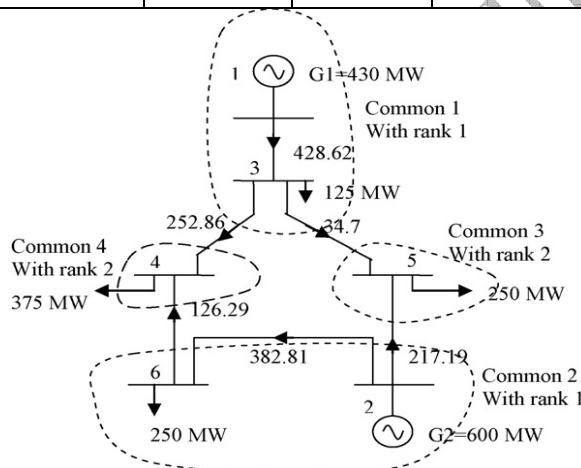 1
G1=430 MW
Common 1
With rank 1
428.62
3
125 MW
252.86
34.7
Common 3
With rank 2
Common 4
With rank 2
4
5
375 MW
250 MW
126.29
382.81
217.19
6
2
Common 2
With rank 1
250 MW
G2=600 MW